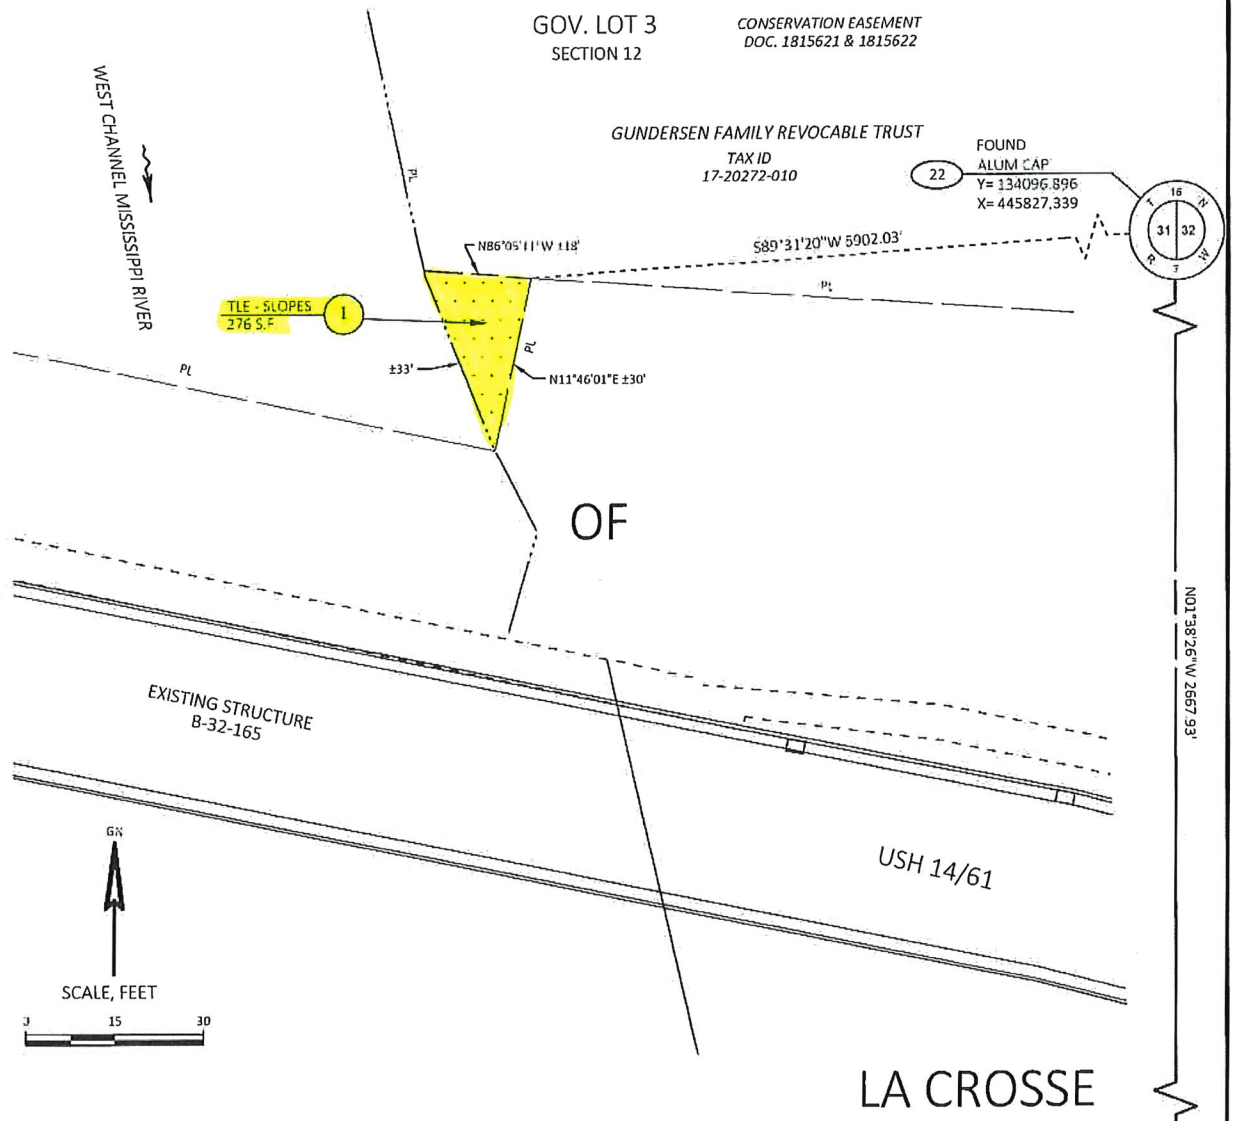 GOV. LOT 3
SECTION 12
CONSERVATION EASEMENT
DOC. 1815621 & 1815622
WEST CHANNEL MISSISSIPPI RIVER
GUNDERSEN FAMILY REVOCABLE TRUST
TAX ID
17-20272-010
22
FOUND
ALUM CAP
Y= 134096.896
X= 445827.339
PL
16
T N
31 32
R W
7
N86°05'11"W ±18'
S89°31'20"W 5902.03'
PL
TLE - SLOPES
276 S.F
1
PL
±33'
PL
N11°46'01"E ±30'
OF
N01°38'26"W 2667.93'
EXISTING STRUCTURE
B-32-165
GN
USH 14/61
SCALE, FEET
0 15 30
LA CROSSE